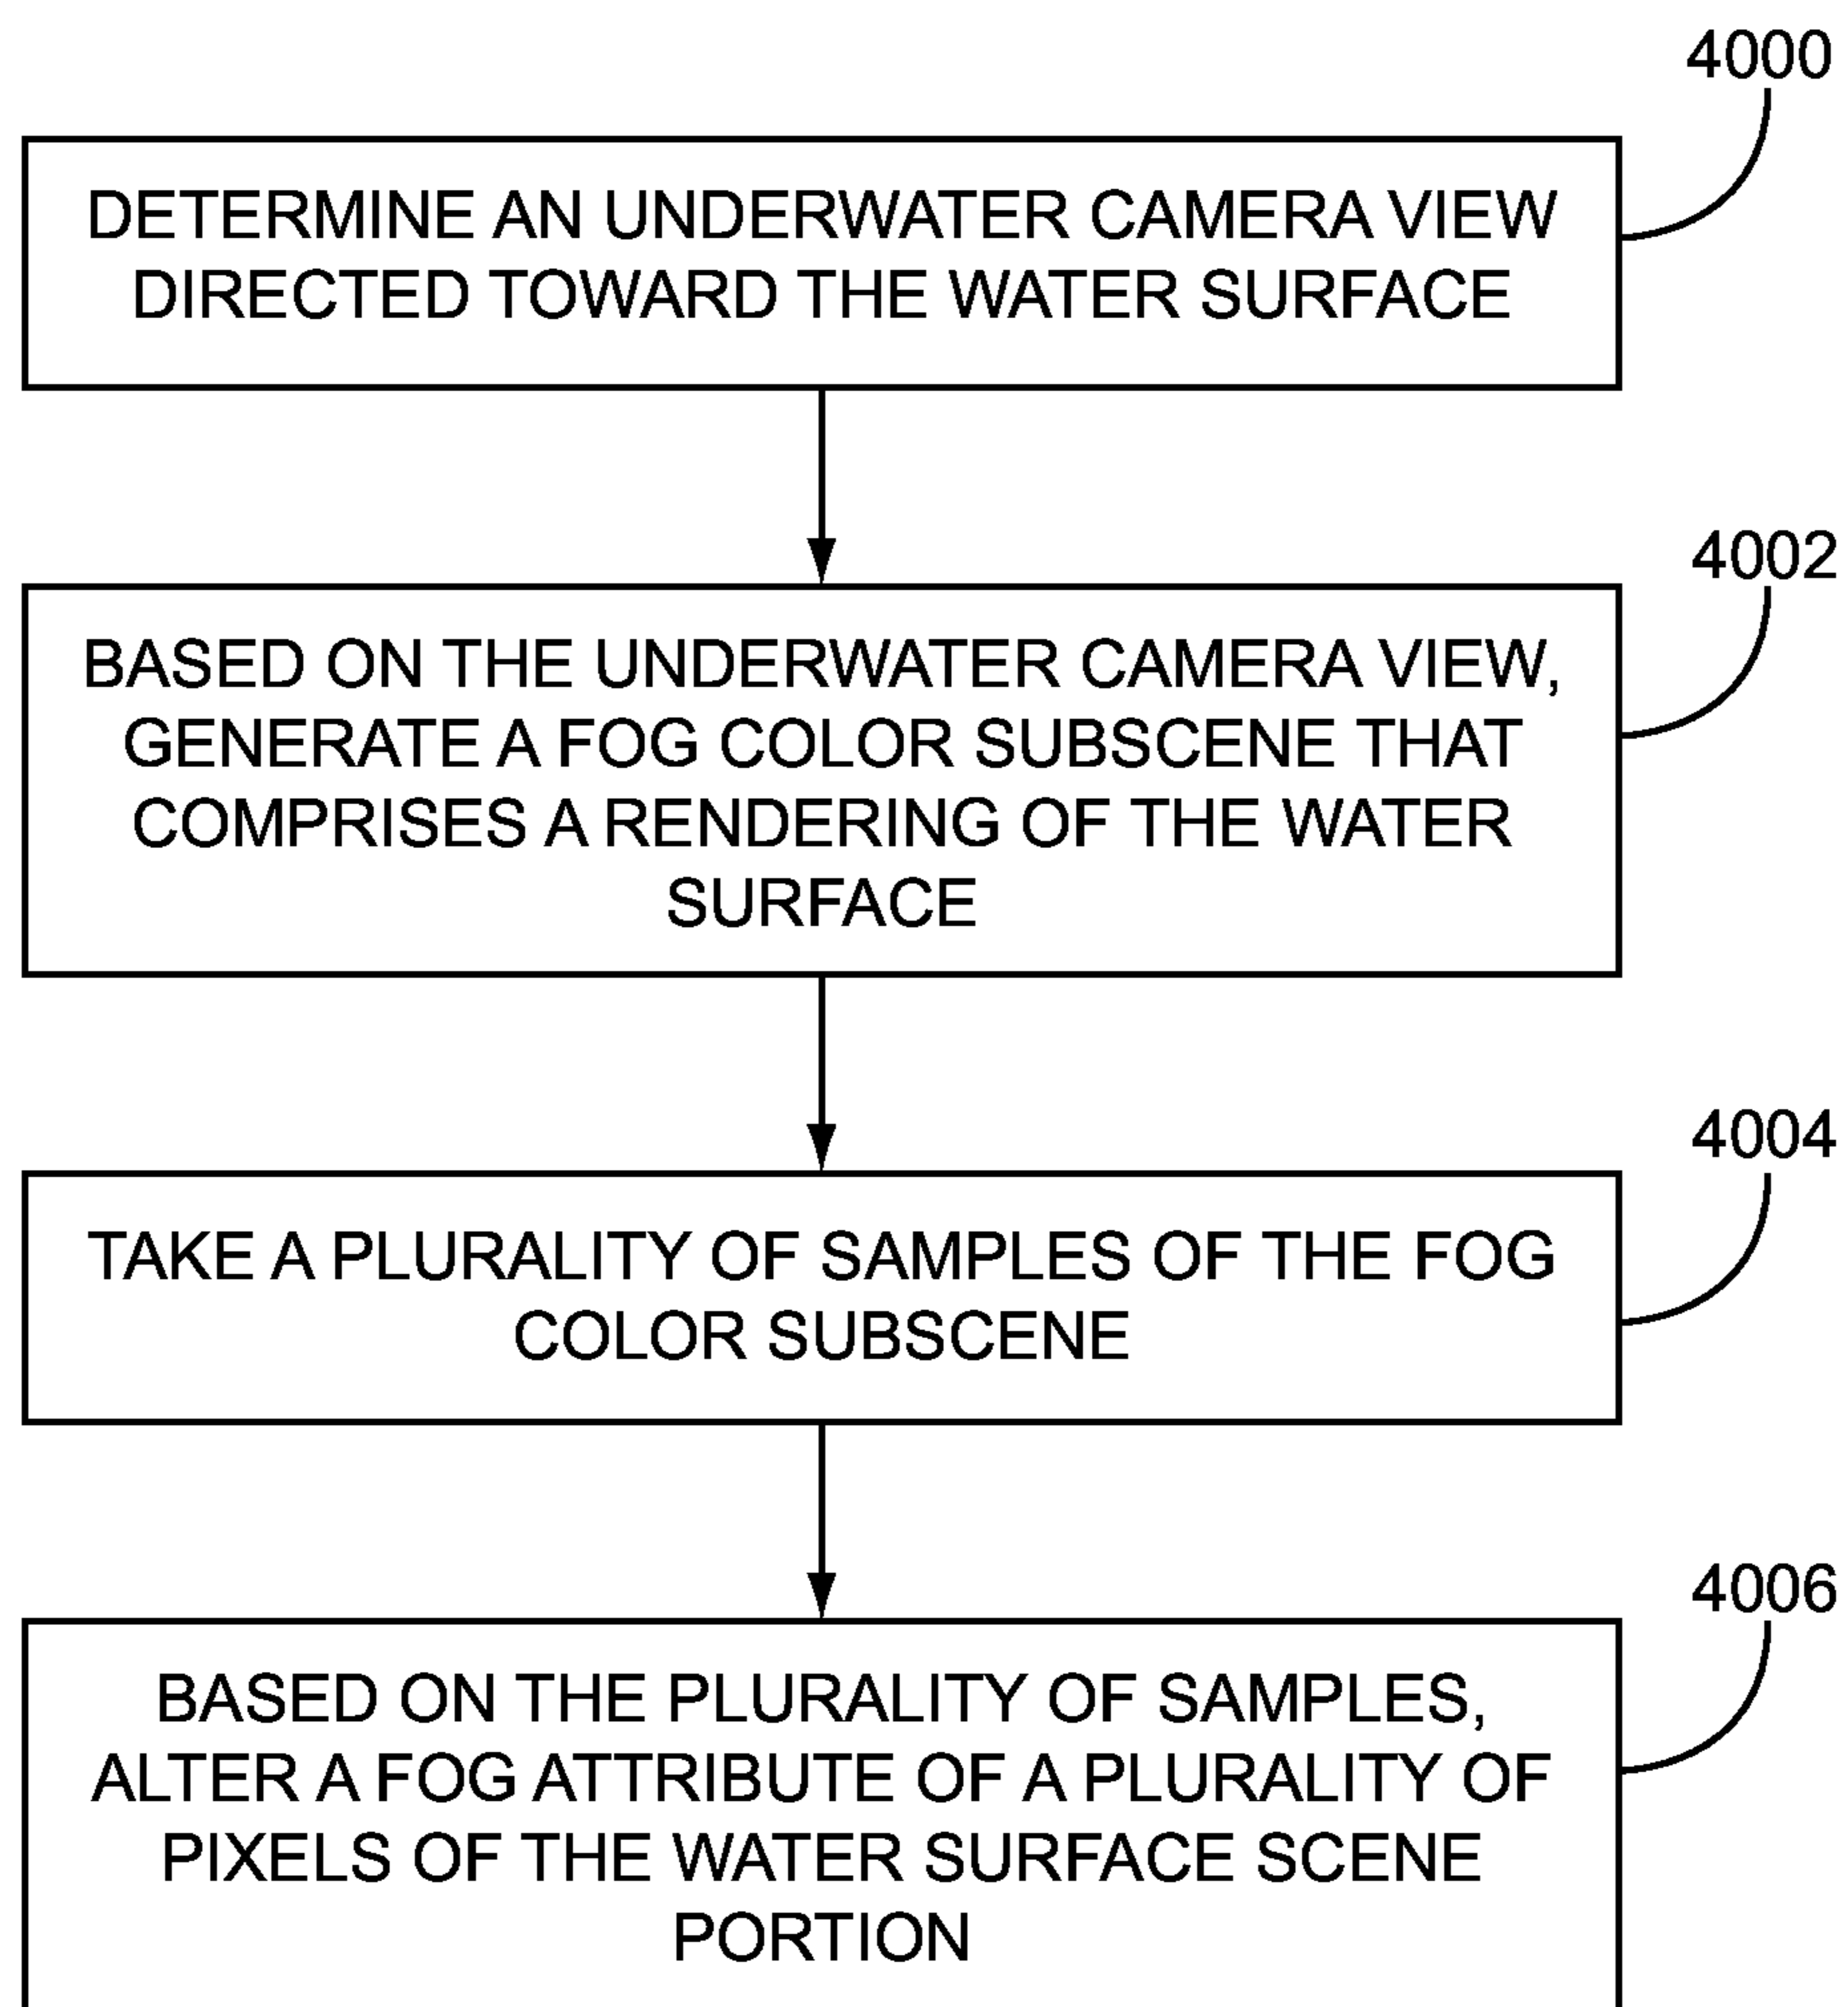 4000
DETERMINE AN UNDERWATER CAMERA VIEW
DIRECTED TOWARD THE WATER SURFACE
4002
BASED ON THE UNDERWATER CAMERA VIEW,
GENERATE A FOG COLOR SUBSCENE THAT
COMPRISES A RENDERING OF THE WATER
SURFACE
4004
TAKE A PLURALITY OF SAMPLES OF THE FOG
COLOR SUBSCENE
4006
BASED ON THE PLURALITY OF SAMPLES,
ALTER A FOG ATTRIBUTE OF A PLURALITY OF
PIXELS OF THE WATER SURFACE SCENE
PORTION